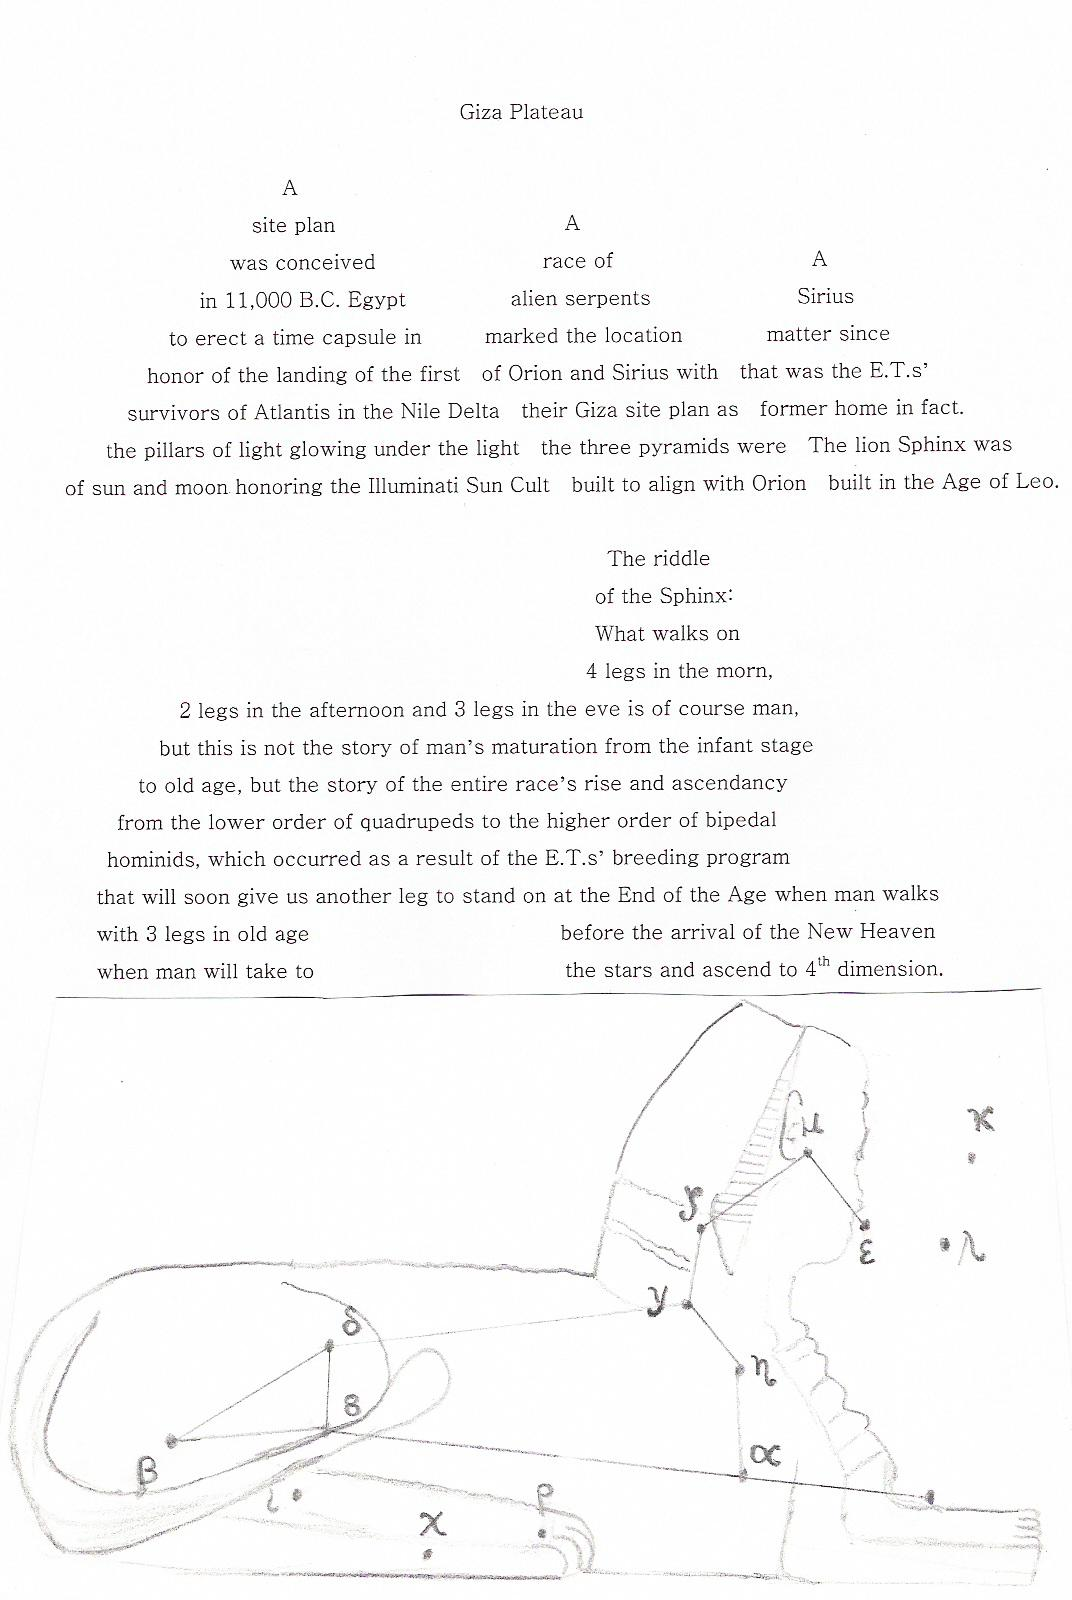 Giza Plateau
A
site plan
was conceived
in 11,000 B.C. Egypt
to erect a time capsule in
honor of the landing of the first
survivors of Atlantis in the Nile Delta
the pillars of light glowing under the light
of sun and moon honoring the Illuminati Sun Cult
A
race of
alien serpents
marked the location
of Orion and Sirius with
their Giza site plan as
the three pyramids were
built to align with Orion
A
Sirius
matter since
that was the E.T.s’
former home in fact.
The lion Sphinx was
built in the Age of Leo.
The riddle
of the Sphinx:
What walks on
4 legs in the morn,
2 legs in the afternoon and 3 legs in the eve is of course man,
but this is not the story of man’s maturation from the infant stage
to old age, but the story of the entire race’s rise and ascendancy
from the lower order of quadrupeds to the higher order of bipedal
hominids, which occurred as a result of the E.T.s’ breeding program
that will soon give us another leg to stand on at the End of the Age when man walks
with 3 legs in old age before the arrival of the New Heaven
when man will take to the stars and ascend to 4th dimension.
μ
κ
ζ
ε
λ
γ
δ
η
θ
α
β
ι
ρ
χ